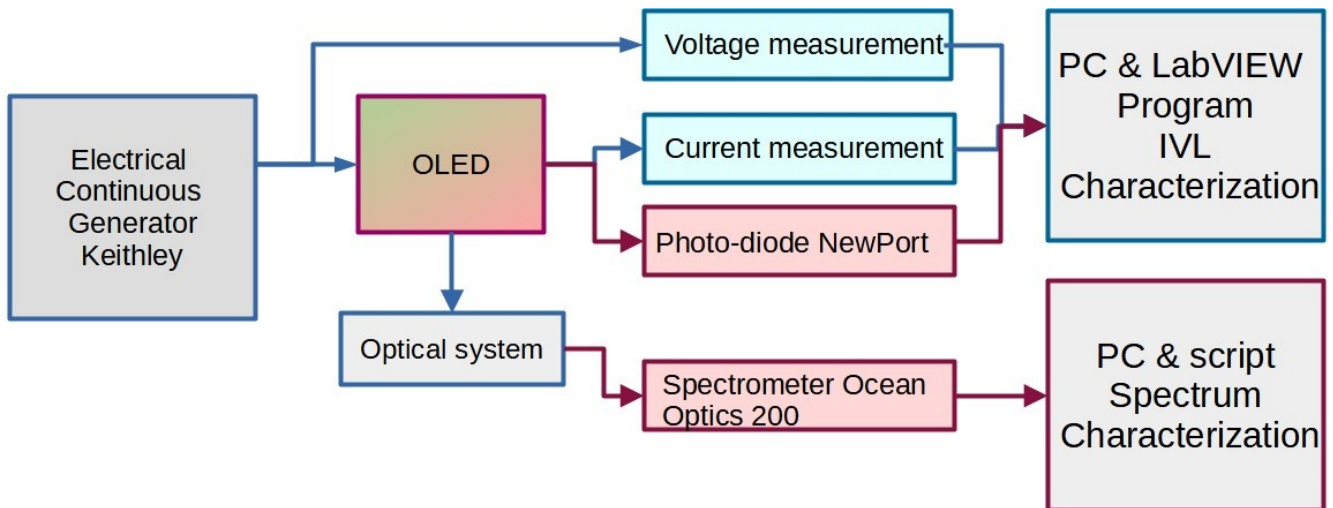 Electrical
Continuous
Generator
Keithley
OLED
Optical system
Voltage measurement
Current measurement
Photo-diode NewPort
Spectrometer Ocean
Optics 200
PC & LabVIEW
Program
IVL
Characterization
PC & script
Spectrum
Characterization